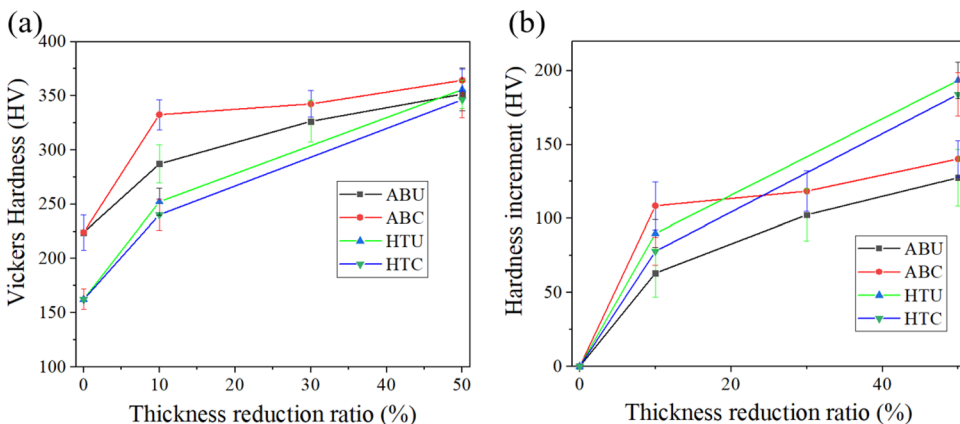 (a)
400
350
300
250
200
150
100
0
10
20
30
40
50
Vickers Hardness (HV)
Thickness reduction ratio (%)
ABU
ABC
HTU
HTC
(b)
200
150
100
50
0
0
20
40
Hardness increment (HV)
Thickness reduction ratio (%)
ABU
ABC
HTU
HTC